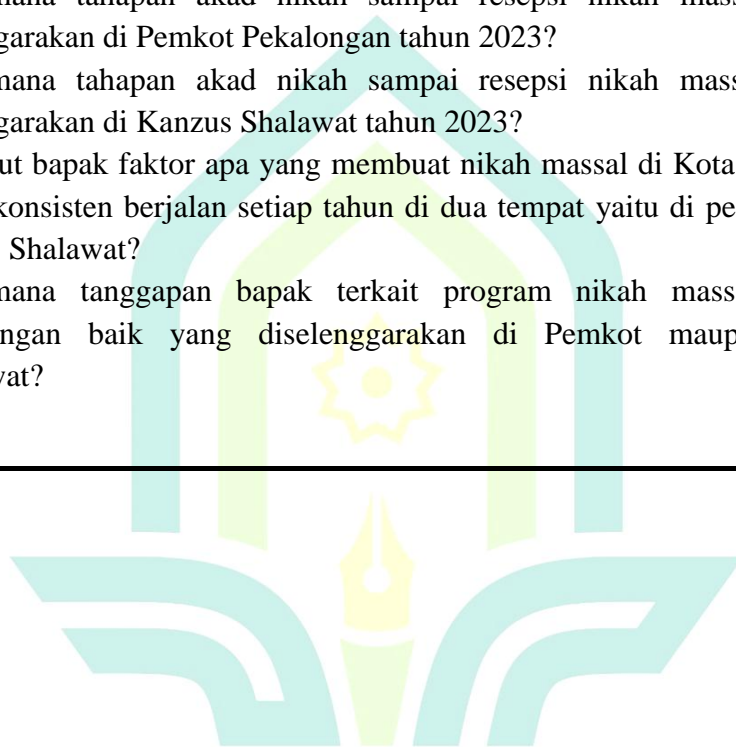 mana tahapan akad nikah sampai resepsi nikah mass
garakan di Pemkot Pekalongan tahun 2023?
mana tahapan akad nikah sampai resepsi nikah mass
garakan di Kanzus Shalawat tahun 2023?
ut bapak faktor apa yang membuat nikah massal di Kota
konsisten berjalan setiap tahun di dua tempat yaitu di pe
Shalawat?
mana tanggapan bapak terkait program nikah mass
ngan baik yang diselenggarakan di Pemkot maup
vat?